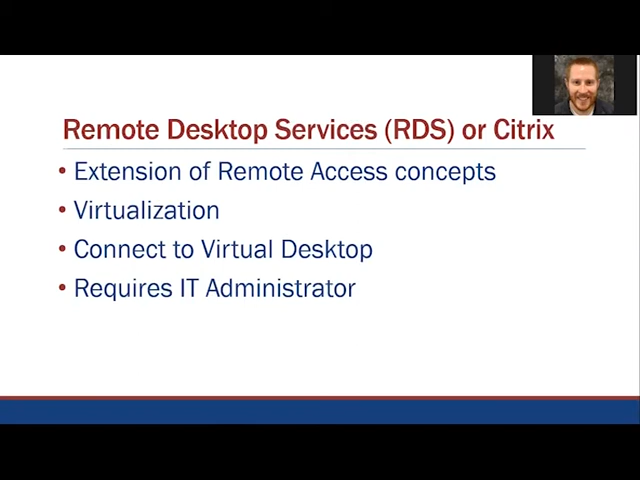 Remote Desktop Services (RDS) or Citrix
• Extension of Remote Access concepts
• Virtualization
• Connect to Virtual Desktop
• Requires IT Administrator